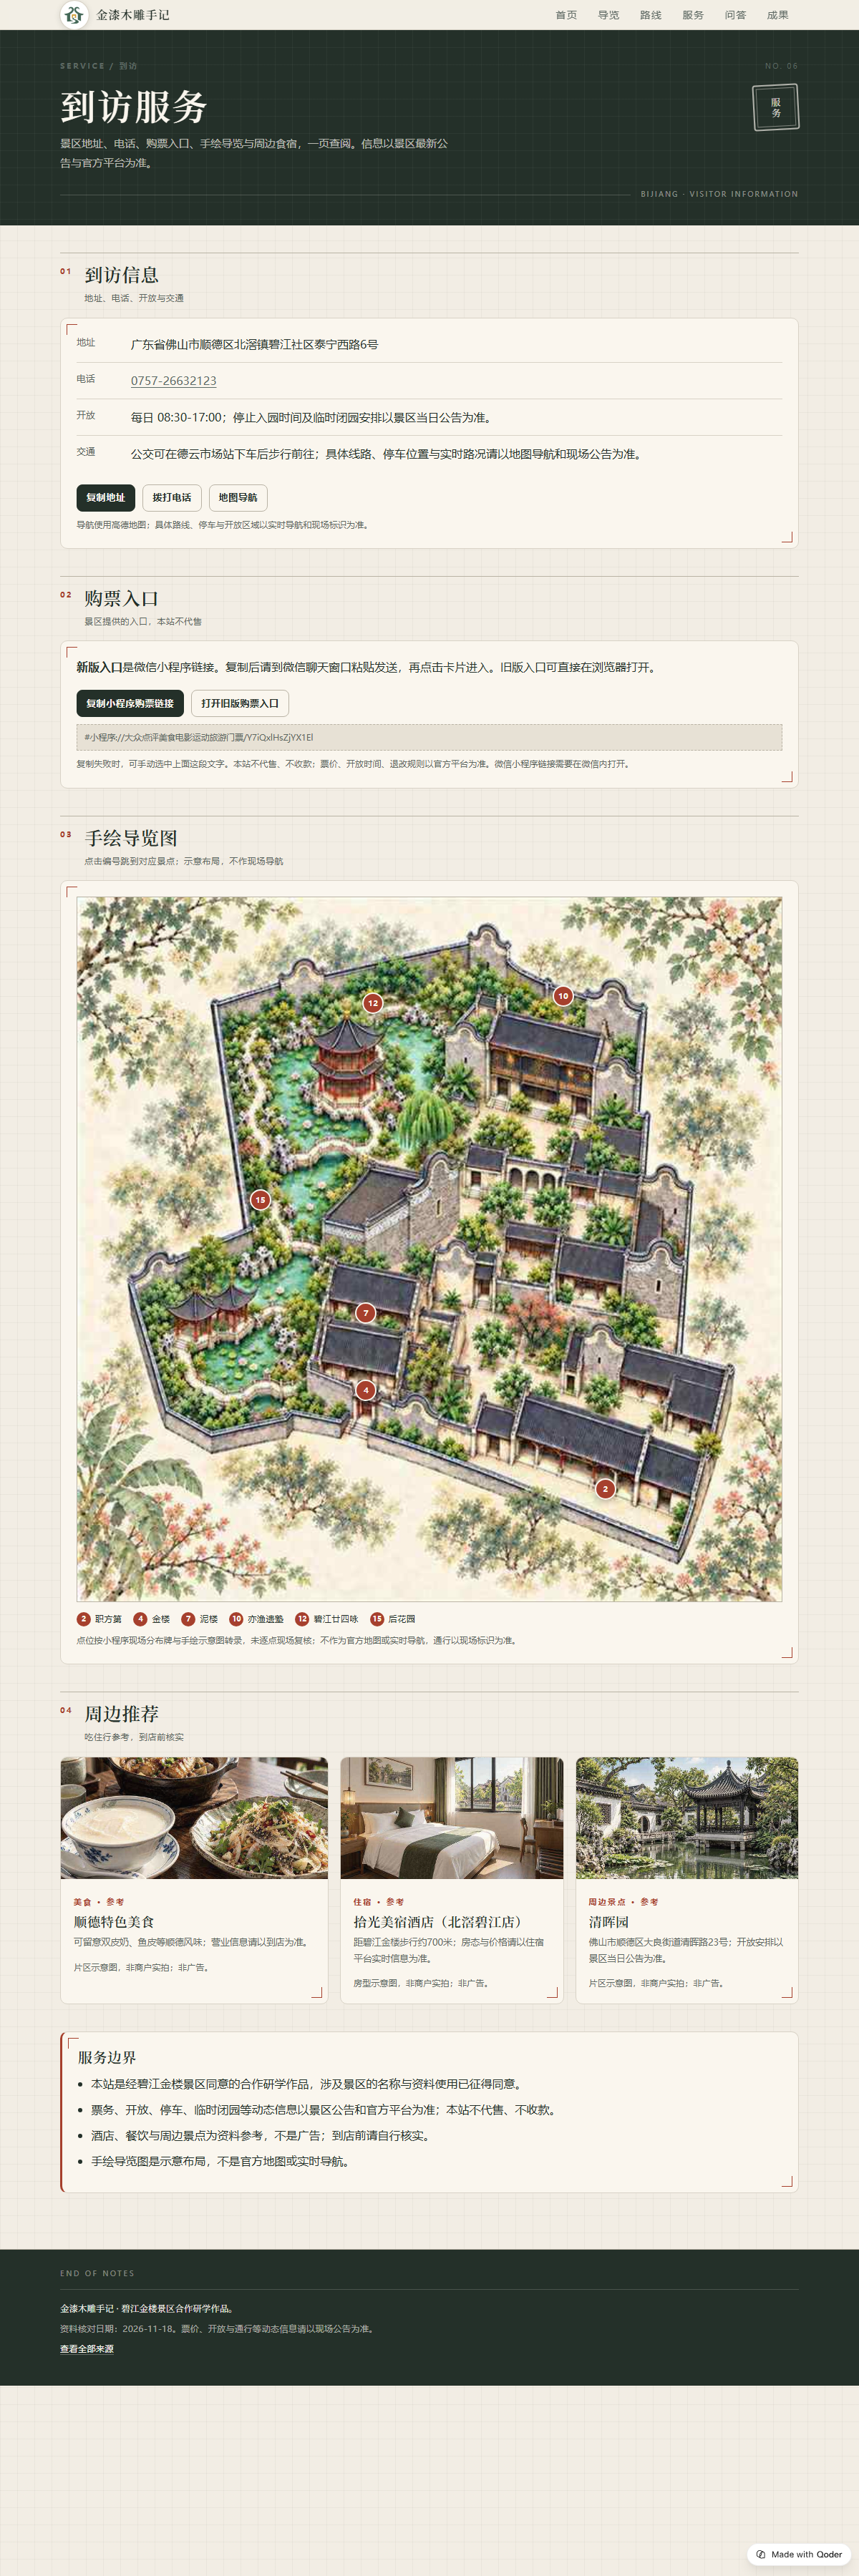 金漆木雕手记
首页 导览 路线 服务 问答 成果
SERVICE / 到访
NO. 06
到访服务
服务
景区地址、电话、购票入口、手绘导览与周边食宿，一页查阅。信息以景区最新公
告与官方平台为准。
BIJIANG · VISITOR INFORMATION
01 到访信息
地址、电话、开放与交通
地址 广东省佛山市顺德区北滘镇碧江社区泰宁西路6号
电话 0757-26632123
开放 每日 08:30-17:00；停止入园时间及临时闭园安排以景区当日公告为准。
交通 公交可在德云市场站下车后步行前往；具体线路、停车位置与实时路况请以地图导航和现场公告为准。
复制地址 拨打电话 地图导航
导航使用高德地图；具体路线、停车与开放区域以实时导航和现场标识为准。
02 购票入口
景区提供的入口，本站不代售
新版入口是微信小程序链接。复制后请到微信聊天窗口粘贴发送，再点击卡片进入。旧版入口可直接在浏览器打开。
复制小程序购票链接 打开旧版购票入口
#小程序://大众点评美食电影运动旅游门票/Y7iQxlHsZjYX1El
复制失败时，可手动选中上面这段文字。本站不代售、不收款；票价、开放时间、退改规则以官方平台为准。微信小程序链接需要在微信内打开。
03 手绘导览图
点击编号跳到对应景点；示意布局，不作现场导航
12
10
15
7
4
2
2 职方第 4 金楼 7 泥楼 10 亦渔遗塾 12 碧江廿四咏 15 后花园
点位按小程序现场分布牌与手绘示意图转录，未逐点现场复核；不作为官方地图或实时导航，通行以现场标识为准。
04 周边推荐
吃住行参考，到店前核实
美食 · 参考
顺德特色美食
可留意双皮奶、鱼皮等顺德风味；营业信息请以到店为准。
片区示意图，非商户实拍；非广告。
住宿 · 参考
拾光美宿酒店（北滘碧江店）
距碧江金楼步行约700米；房态与价格请以住宿
平台实时信息为准。
房型示意图，非商户实拍；非广告。
周边景点 · 参考
清晖园
佛山市顺德区大良街道清晖路23号；开放安排以
景区当日公告为准。
片区示意图，非商户实拍；非广告。
服务边界
本站是经碧江金楼景区同意的合作研学作品，涉及景区的名称与资料使用已征得同意。
票务、开放、停车、临时闭园等动态信息以景区公告和官方平台为准；本站不代售、不收款。
酒店、餐饮与周边景点为资料参考，不是广告；到店前请自行核实。
手绘导览图是示意布局，不是官方地图或实时导航。
END OF NOTES
金漆木雕手记 · 碧江金楼景区合作研学作品。
资料核对日期：2026-11-18。票价、开放与通行等动态信息请以现场公告为准。
查看全部来源
Made with Qoder